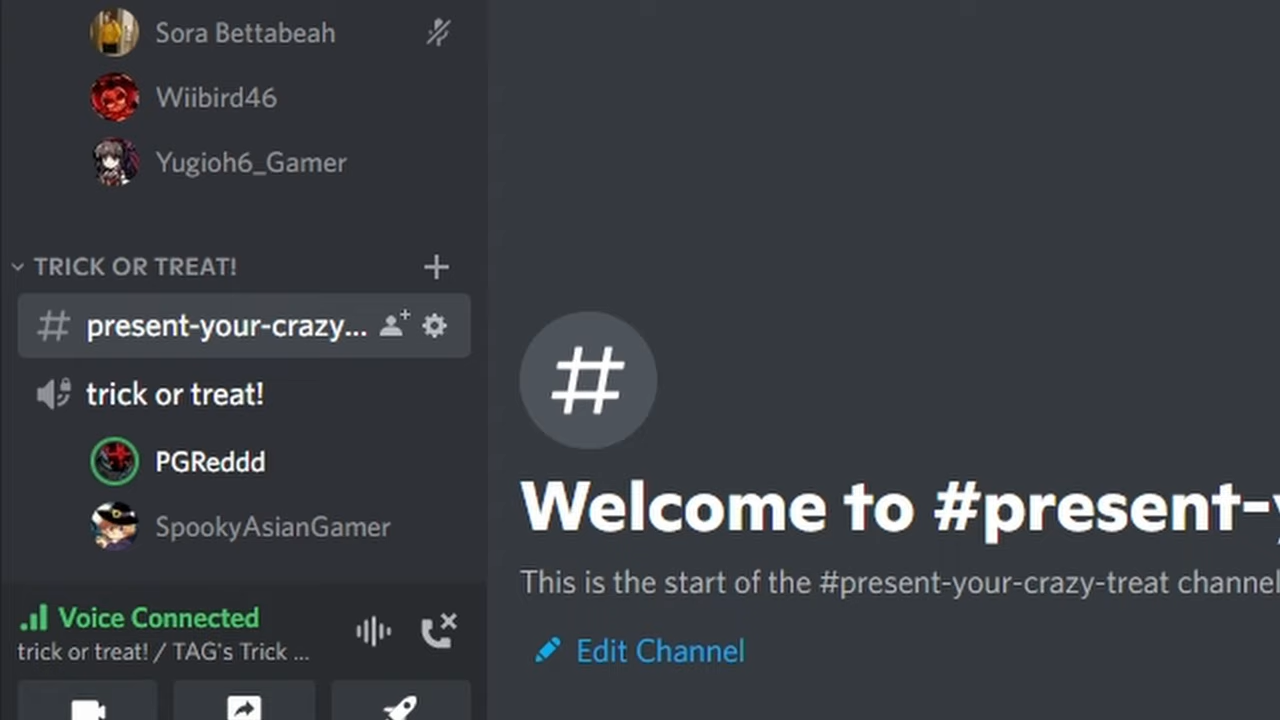 Sora Bettabeah
Wiibird46
Yugioh6_Gamer
TRICK OR TREAT!
present-your-crazy...
trick or treat!
PGReddd
SpookyAsianGamer
Voice Connected
trick or treat! / TAG's Trick ...
Welcome to #present-y
This is the start of the #present-your-crazy-treat channel
Edit Channel